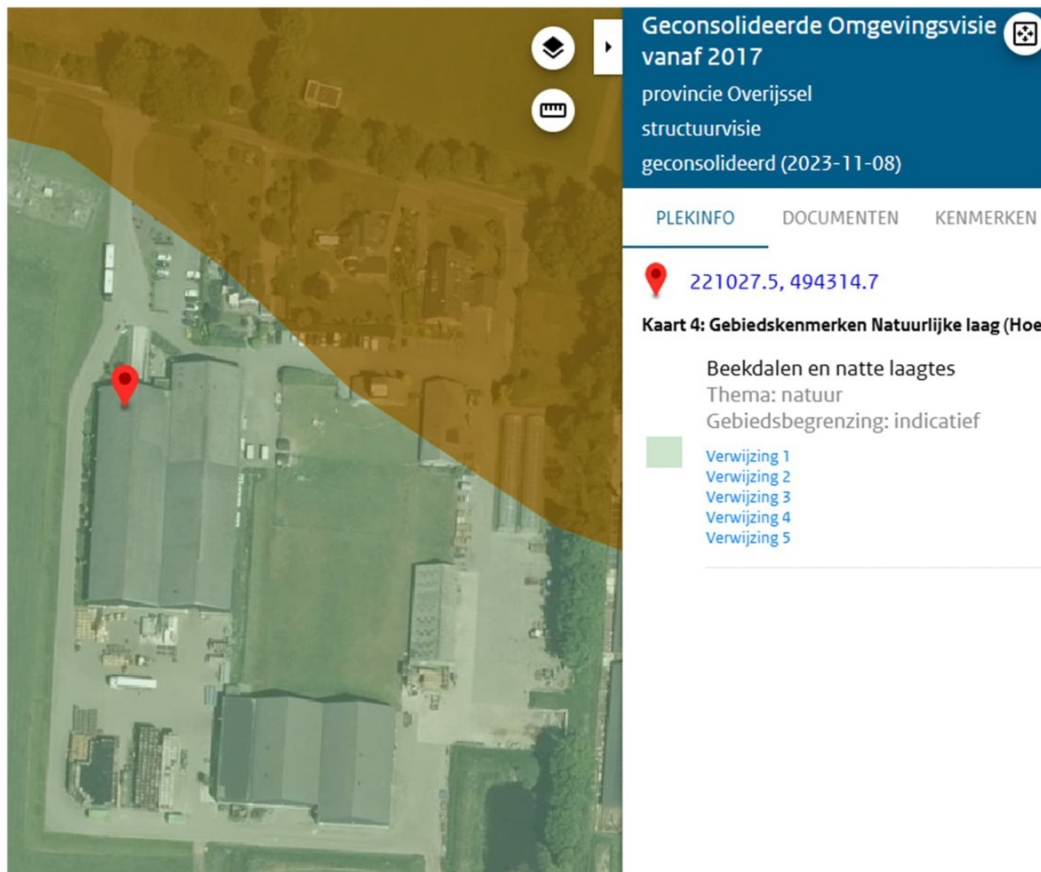 Geconsolideerde Omgevingsvisie
vanaf 2017
provincie Overijssel
structuurvisie
geconsolideerd (2023-11-08)
PLEKINFO DOCUMENTEN KENMERKEN
221027.5, 494314.7
Kaart 4: Gebiedskenmerken Natuurlijke laag (Hoe
Beekdalen en natte laagtes
Thema: natuur
Gebiedsbegrenzing: indicatief
Verwijzing 1
Verwijzing 2
Verwijzing 3
Verwijzing 4
Verwijzing 5